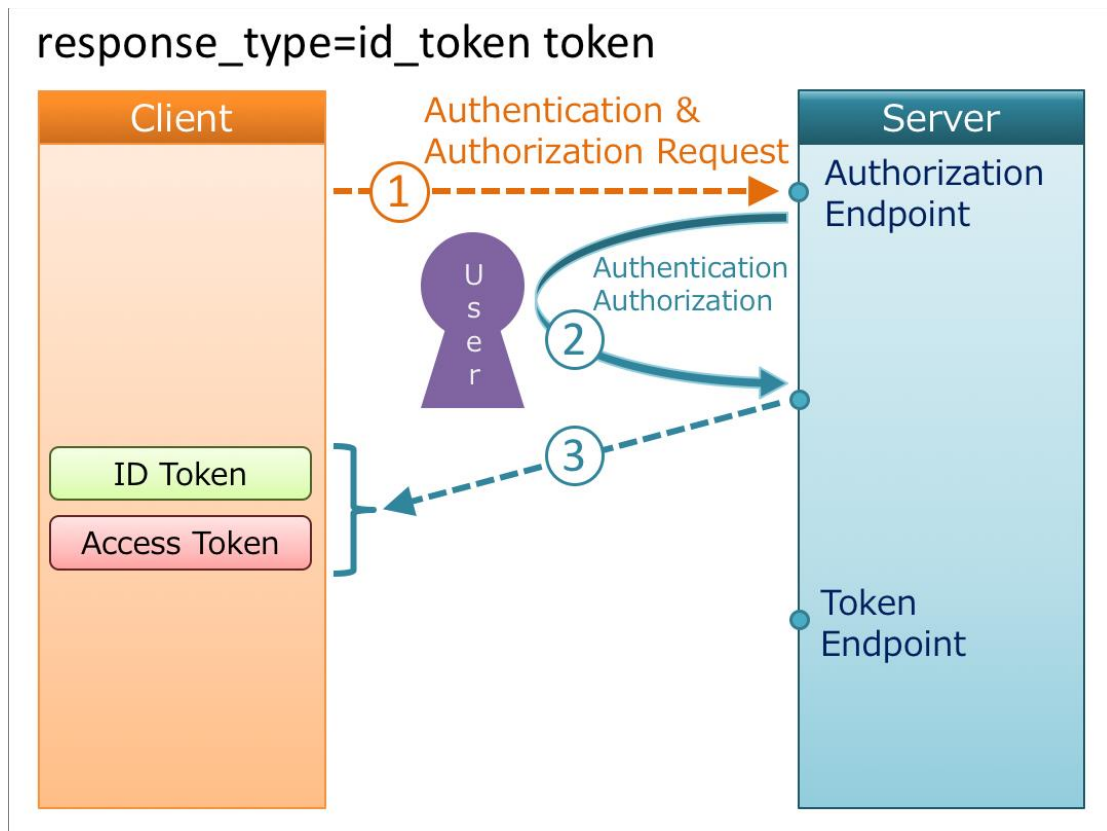 response_type=id_token token
Client
Authentication &
Authorization Request
Server
1
Authorization
Endpoint
User
Authentication
Authorization
2
3
ID Token
Access Token
Token
Endpoint